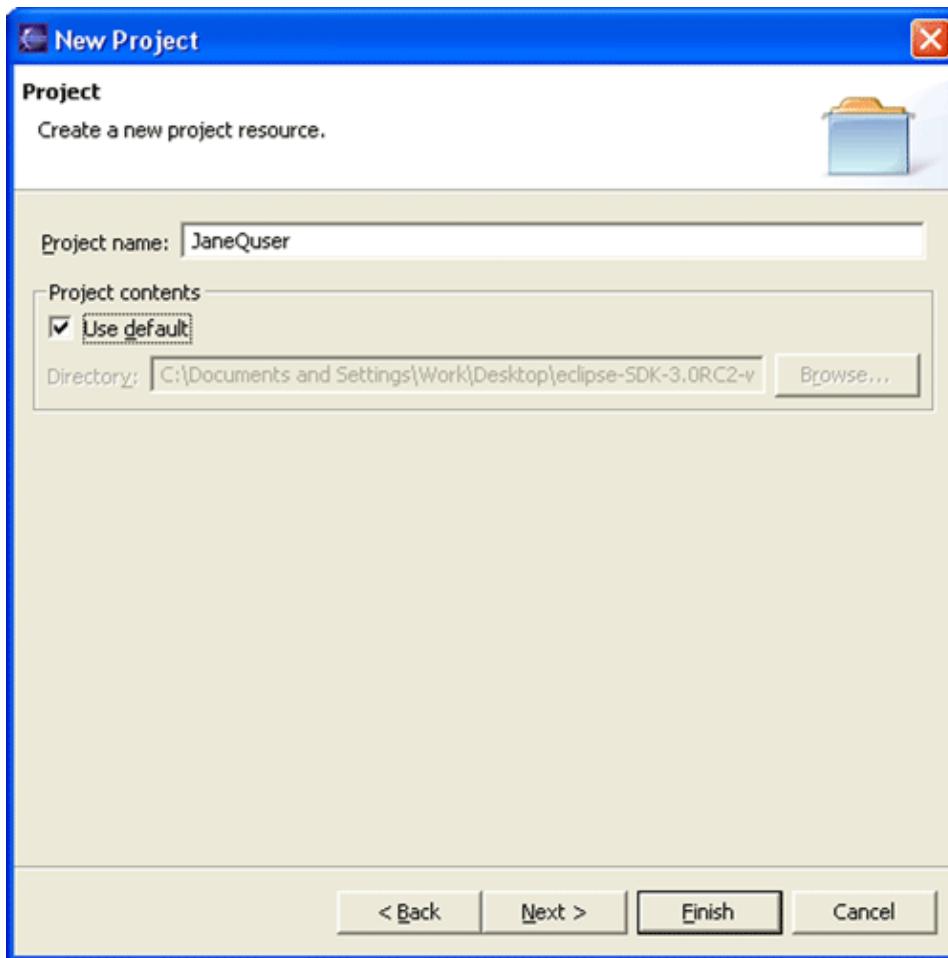 New Project
Project
Create a new project resource.
Project name: JaneQuser
Project contents
Use default
Directory: C:\Documents and Settings\Work\Desktop\eclipse-SDK-3.0RC2-w Browse...
< Back Next > Finish Cancel